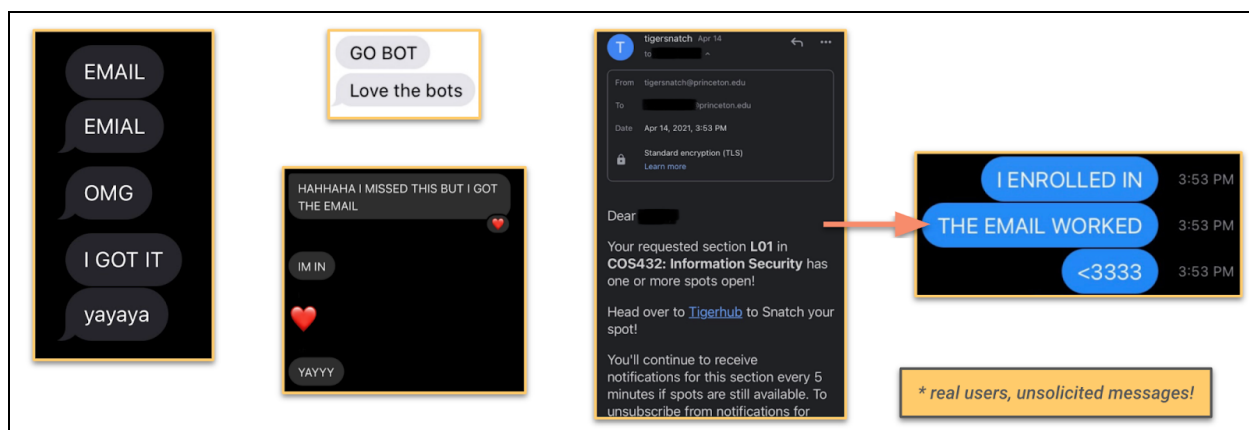 EMAIL
EMIAL
OMG
I GOT IT
yayaya
GO BOT
Love the bots
HAHHAHA I MISSED THIS BUT I GOT
THE EMAIL
IM IN
YAYYY
T
tigersnatch Apr 14
to
From tigersnatch@princeton.edu
To @princeton.edu
Date Apr 14, 2021, 3:53 PM
Standard encryption (TLS)
Learn more
Dear
Your requested section L01 in
COS432: Information Security has
one or more spots open!
Head over to Tigerhub to Snatch your
spot!
You'll continue to receive
notifications for this section every 5
minutes if spots are still available. To
unsubscribe from notifications for
I ENROLLED IN 3:53 PM
THE EMAIL WORKED 3:53 PM
<3333 3:53 PM
* real users, unsolicited messages!